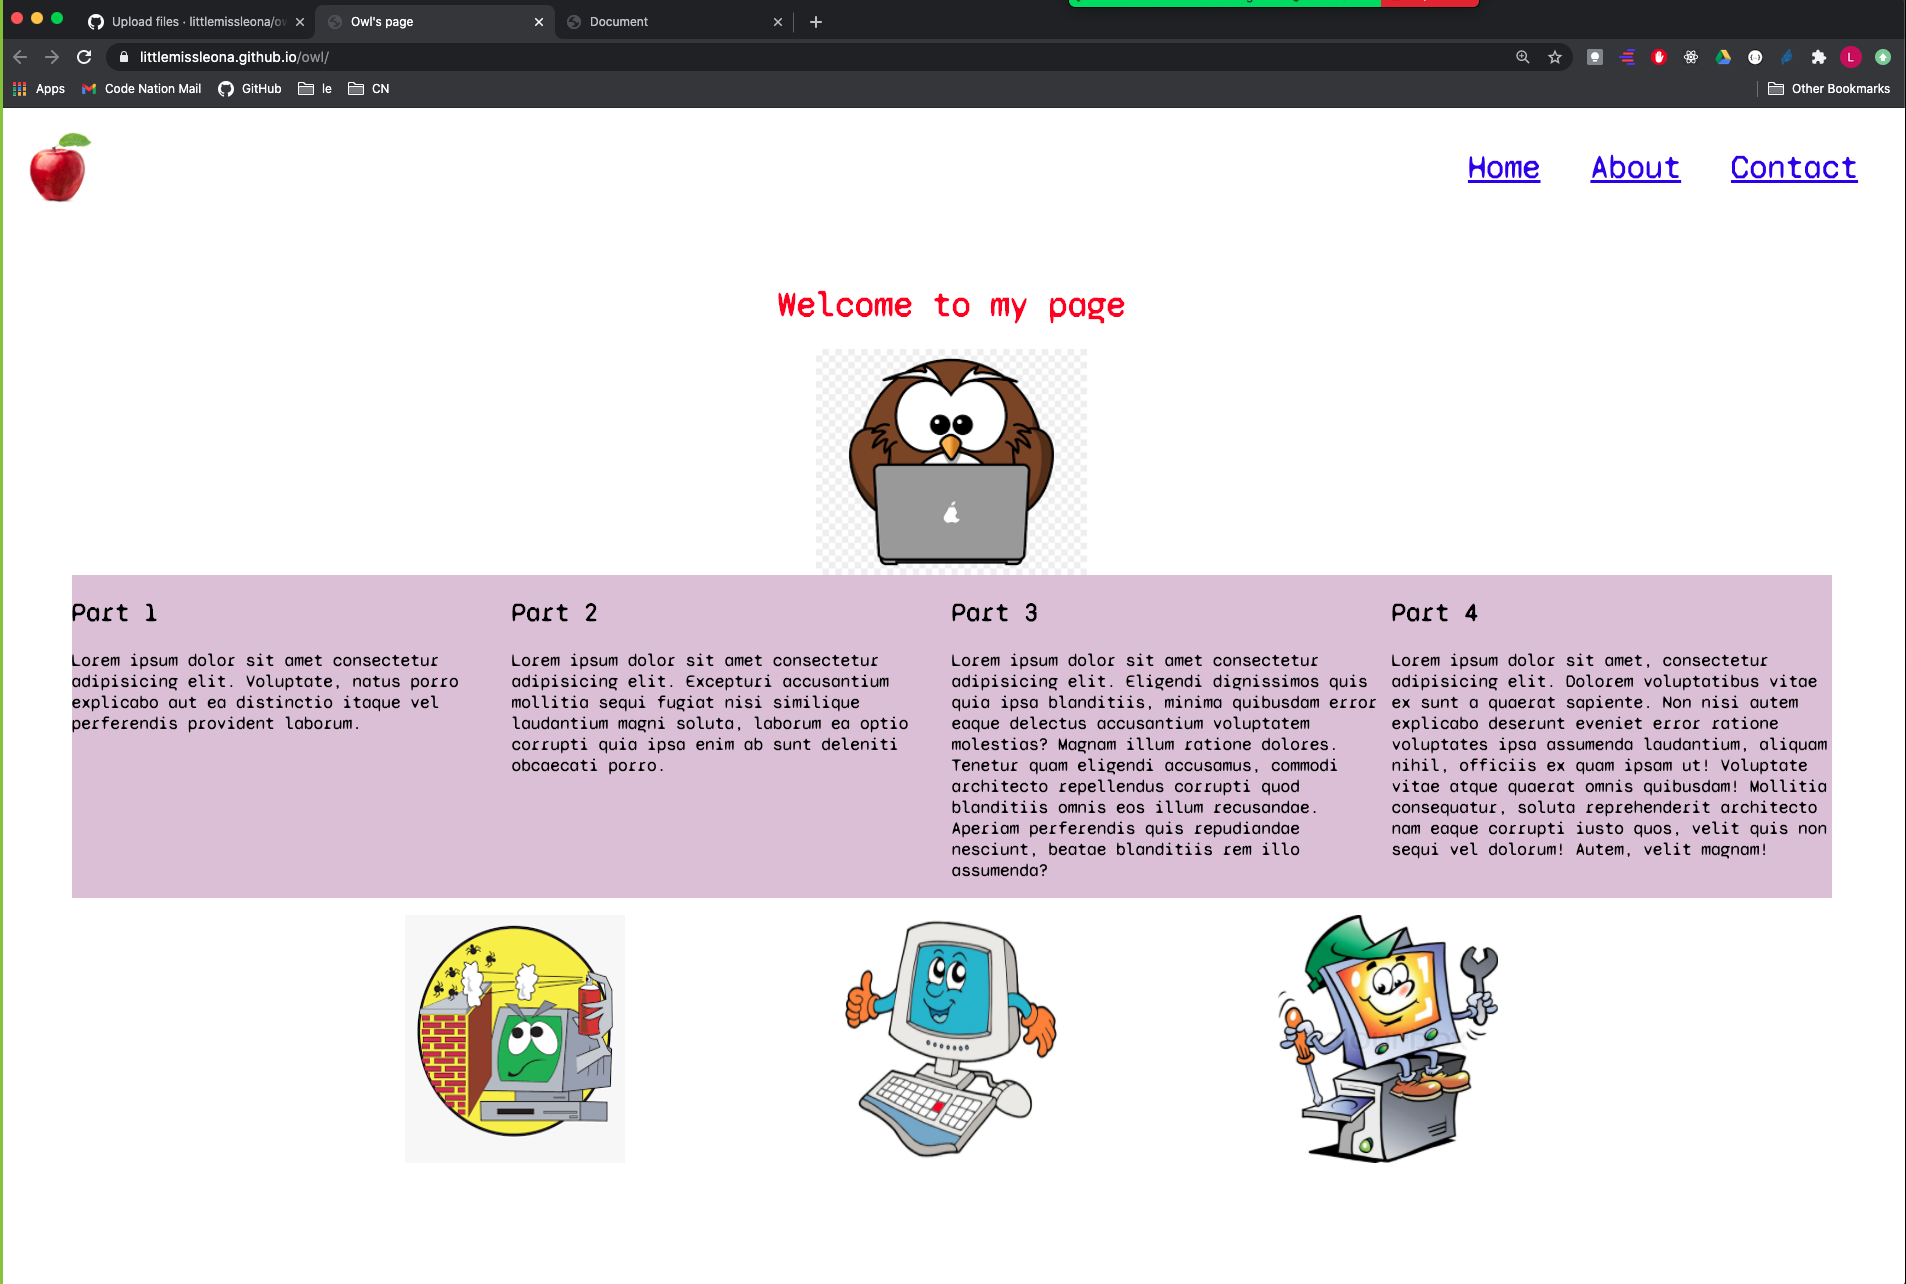 Upload files · littlemissleona/ow
Owl's page
Document
littlemissleona.github.io/owl/
L
Apps
Code Nation Mail
GitHub
le
CN
Other Bookmarks
Home
About
Contact
Welcome to my page
Part 1
Lorem ipsum dolor sit amet consectetur
adipisicing elit. Voluptate, natus porro
explicabo aut ea distinctio itaque vel
perferendis provident laborum.
Part 2
Lorem ipsum dolor sit amet consectetur
adipisicing elit. Excepturi accusantium
mollitia sequi fugiat nisi similique
laudantium magni soluta, laborum ea optio
corrupti quia ipsa enim ab sunt deleniti
obcaecati porro.
Part 3
Lorem ipsum dolor sit amet consectetur
adipisicing elit. Eligendi dignissimos quis
quia ipsa blanditiis, minima quibusdam error
eaque delectus accusantium voluptatem
molestias? Magnam illum ratione dolores.
Tenetur quam eligendi accusamus, commodi
architecto repellendus corrupti quod
blanditiis omnis eos illum recusandae.
Aperiam perferendis quis repudiandae
nesciunt, beatae blanditiis rem illo
assumenda?
Part 4
Lorem ipsum dolor sit amet, consectetur
adipisicing elit. Dolorem voluptatibus vitae
ex sunt a quaerat sapiente. Non nisi autem
explicabo deserunt eveniet error ratione
voluptates ipsa assumenda laudantium, aliquam
nihil, officiis ex quam ipsam ut! Voluptate
vitae atque quaerat omnis quibusdam! Mollitia
consequatur, soluta reprehenderit architecto
nam eaque corrupti iusto quos, velit quis non
sequi vel dolorum! Autem, velit magnam!